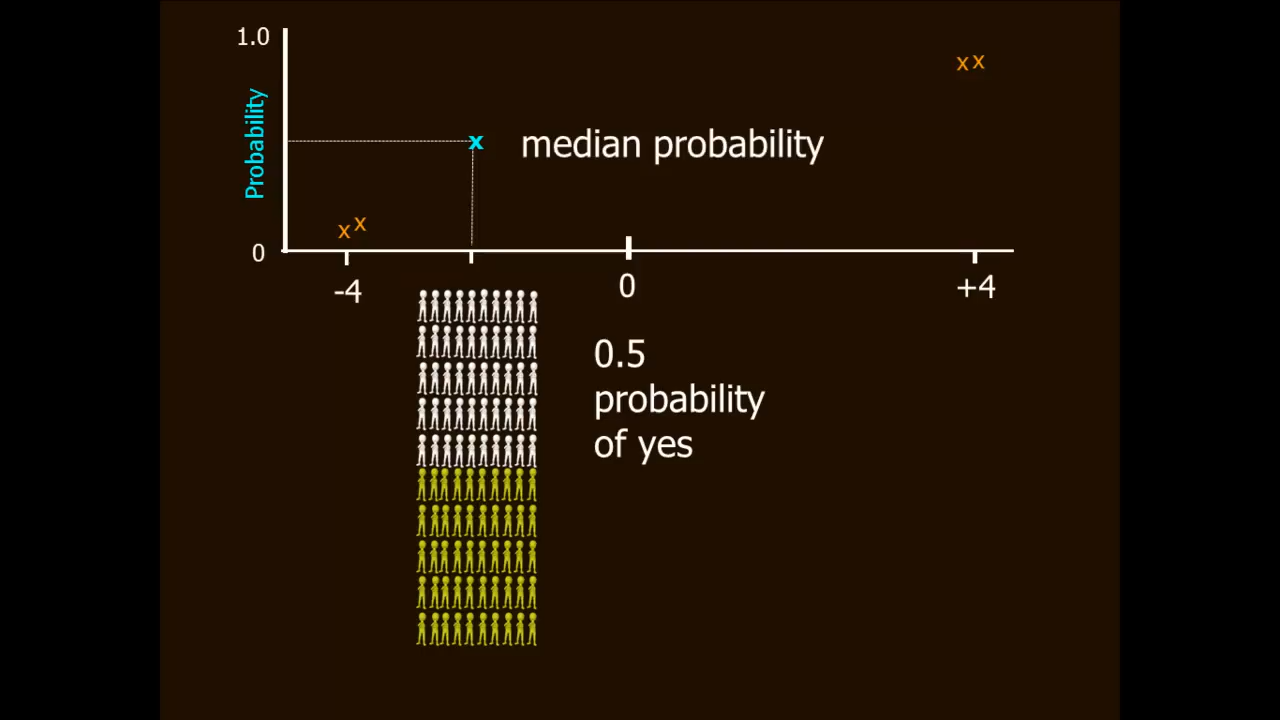 1.0
Probability
x x
x median probability
x x
0
-4
0
+4
0.5
probability
of yes